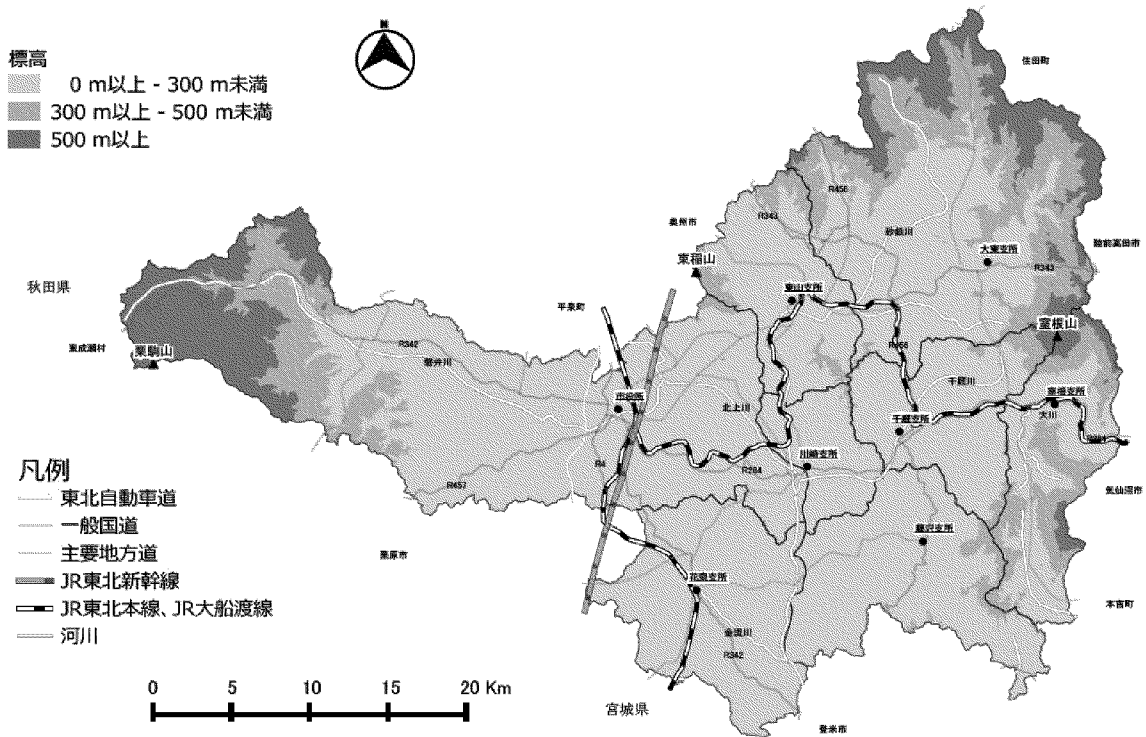 N
標高
0 m以上 - 300 m未満
300 m以上 - 500 m未満
500 m以上
住田町
奥州市
R343
R456
砂鉄川
大東支所
陸前高田市
R343
東稲山
秋田県
東山支所
平泉町
室根山
東成瀬村
栗駒山
R342
磐井川
千厩川
室根支所
大川
市役所
北上川
千厩支所
川崎支所
R4
R284
R457
気仙沼市
凡例
東北自動車道
一般国道
主要地方道
JR東北新幹線
JR東北本線、JR大船渡線
河川
栗原市
藤沢支所
花泉支所
本吉町
金流川
R342
0 5 10 15 20 Km
宮城県
登米市